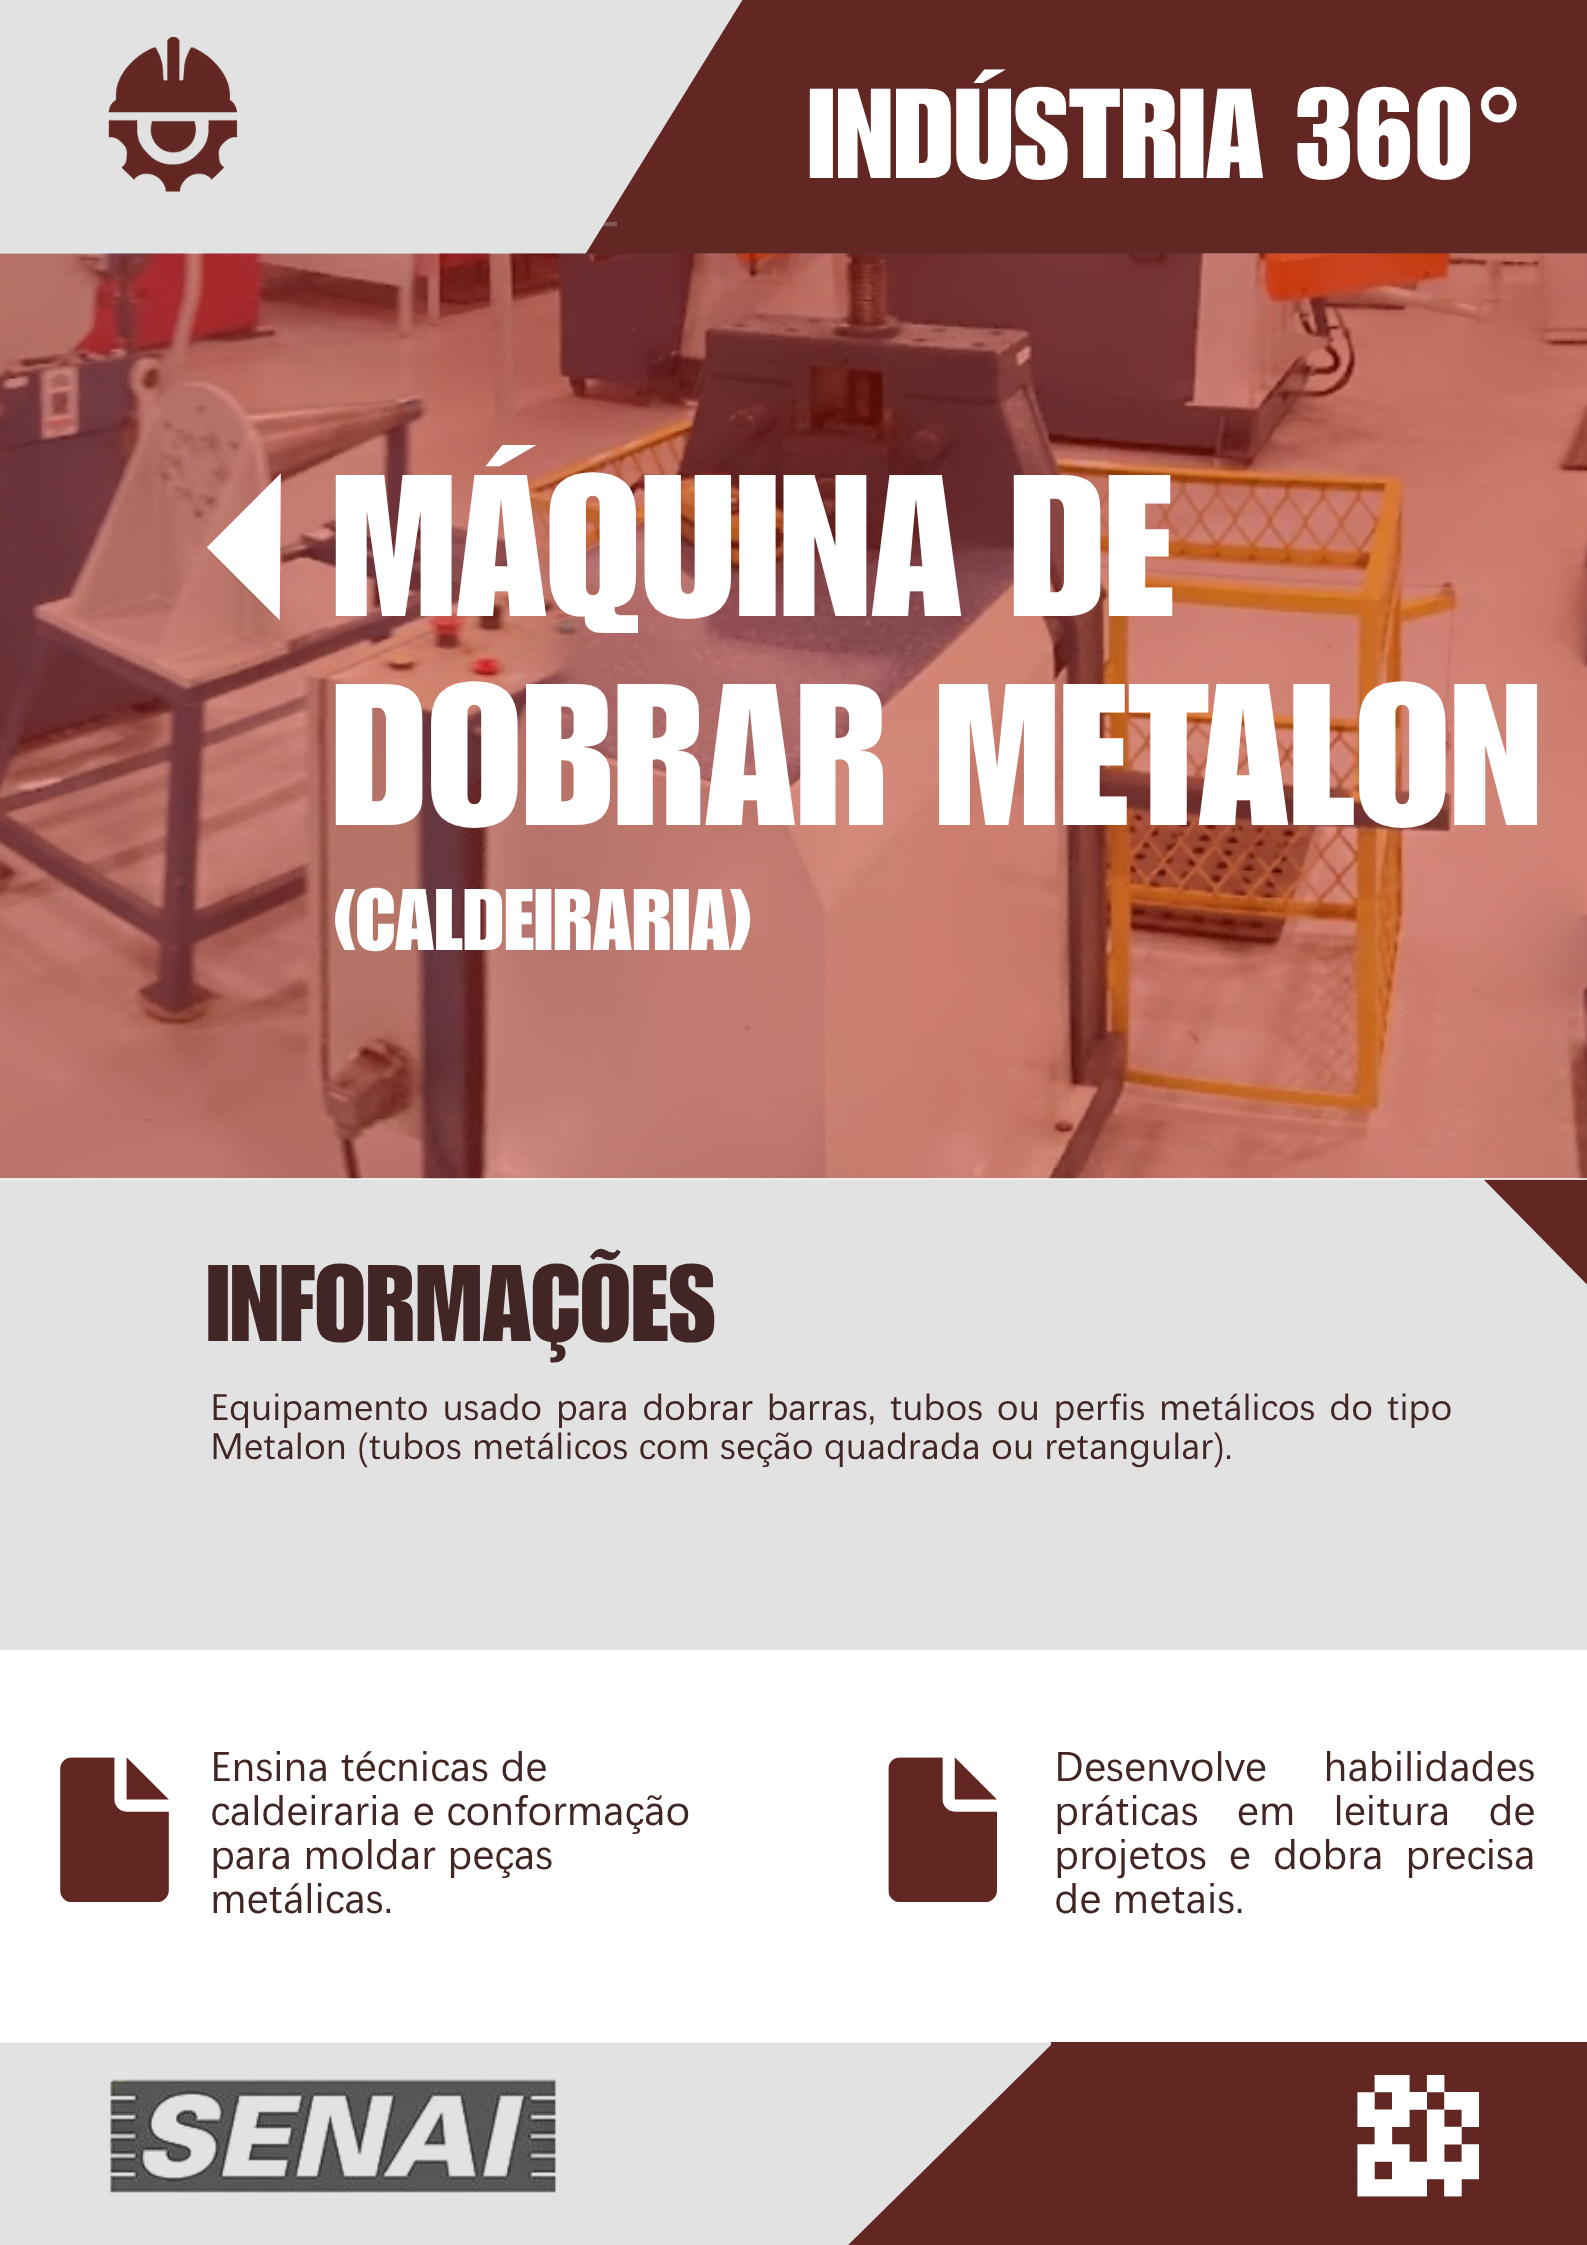 INDÚSTRIA 360°
MÁQUINA DE
DOBRAR METALON
(CALDEIRARIA)
INFORMAÇÕES
Equipamento usado para dobrar barras, tubos ou perfis metálicos do tipo
Metalon (tubos metálicos com seção quadrada ou retangular).
Ensina técnicas de
caldeiraria e conformação
para moldar peças
metálicas.
Desenvolve habilidades
práticas em leitura de
projetos e dobra precisa
de metais.
SENAI